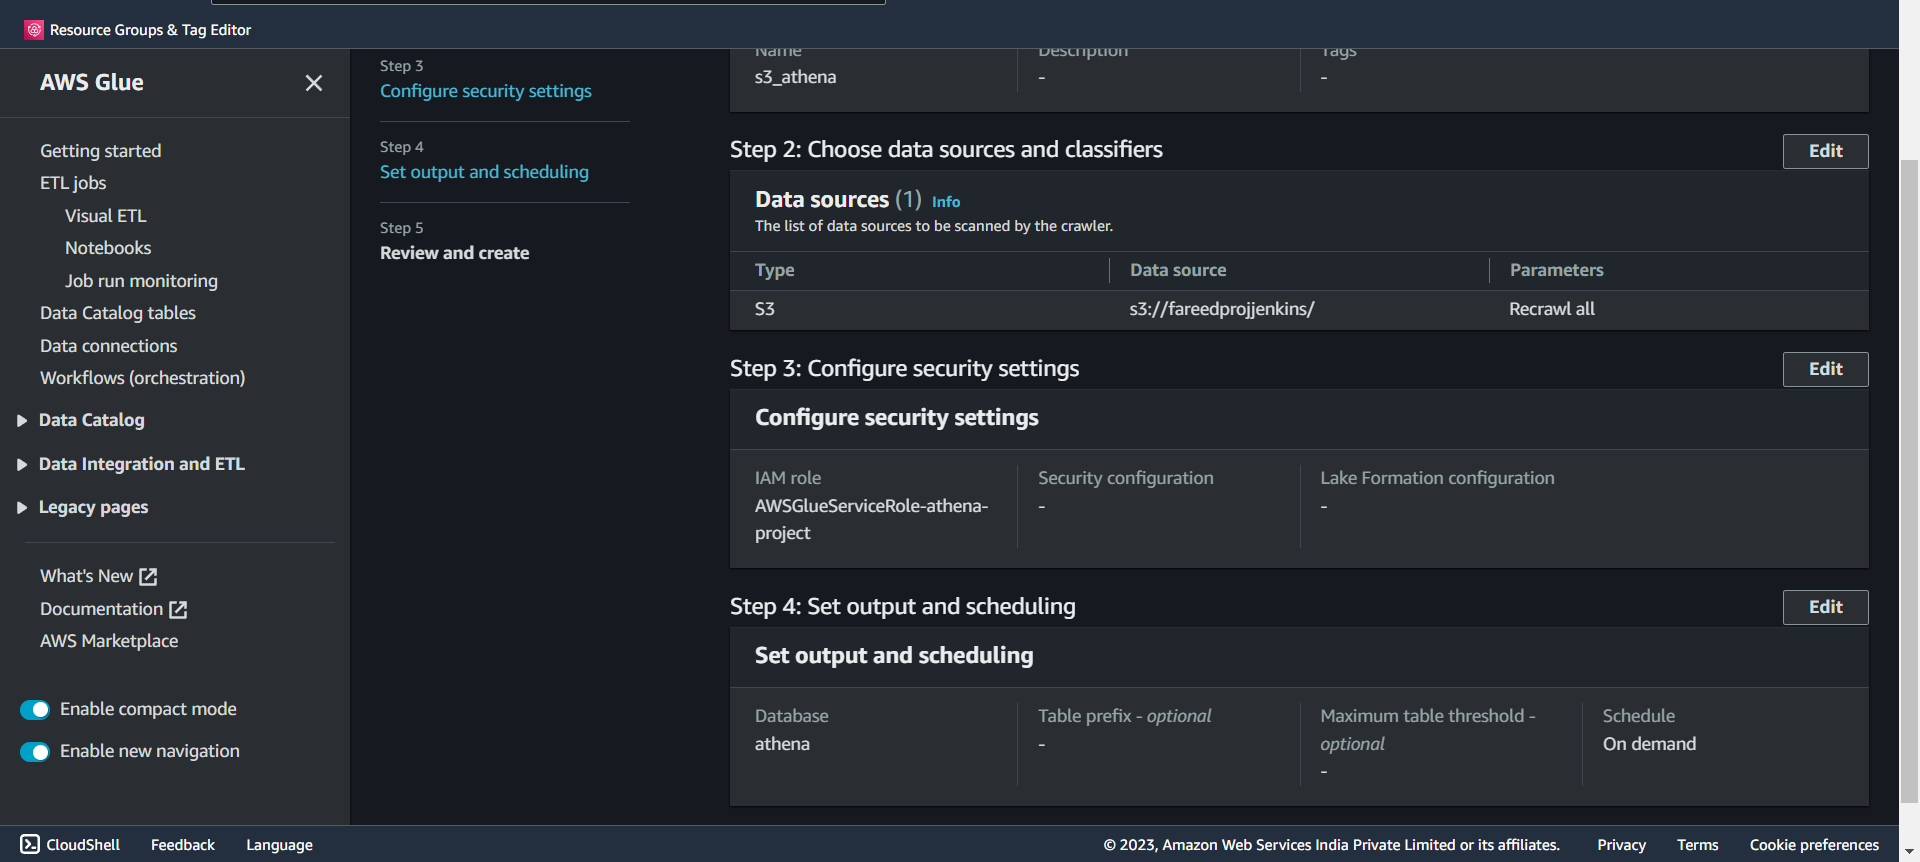 Resource Groups & Tag Editor
AWS Glue
Getting started
ETL jobs
Visual ETL
Notebooks
Job run monitoring
Data Catalog tables
Data connections
Workflows (orchestration)
Data Catalog
Data Integration and ETL
Legacy pages
What's New
Documentation
AWS Marketplace
Enable compact mode
Enable new navigation
Step 3
Configure security settings
Step 4
Set output and scheduling
Step 5
Review and create
Name
s3_athena
Description
-
Tags
-
Step 2: Choose data sources and classifiers
Edit
Data sources (1) Info
The list of data sources to be scanned by the crawler.
Type Data source Parameters
S3 s3://fareedprojjenkins/ Recrawl all
Step 3: Configure security settings
Edit
Configure security settings
IAM role
AWSGlueServiceRole-athena-
project
Security configuration
-
Lake Formation configuration
-
Step 4: Set output and scheduling
Edit
Set output and scheduling
Database
athena
Table prefix - optional
-
Maximum table threshold -
optional
-
Schedule
On demand
CloudShell Feedback Language © 2023, Amazon Web Services India Private Limited or its affiliates. Privacy Terms Cookie preferences